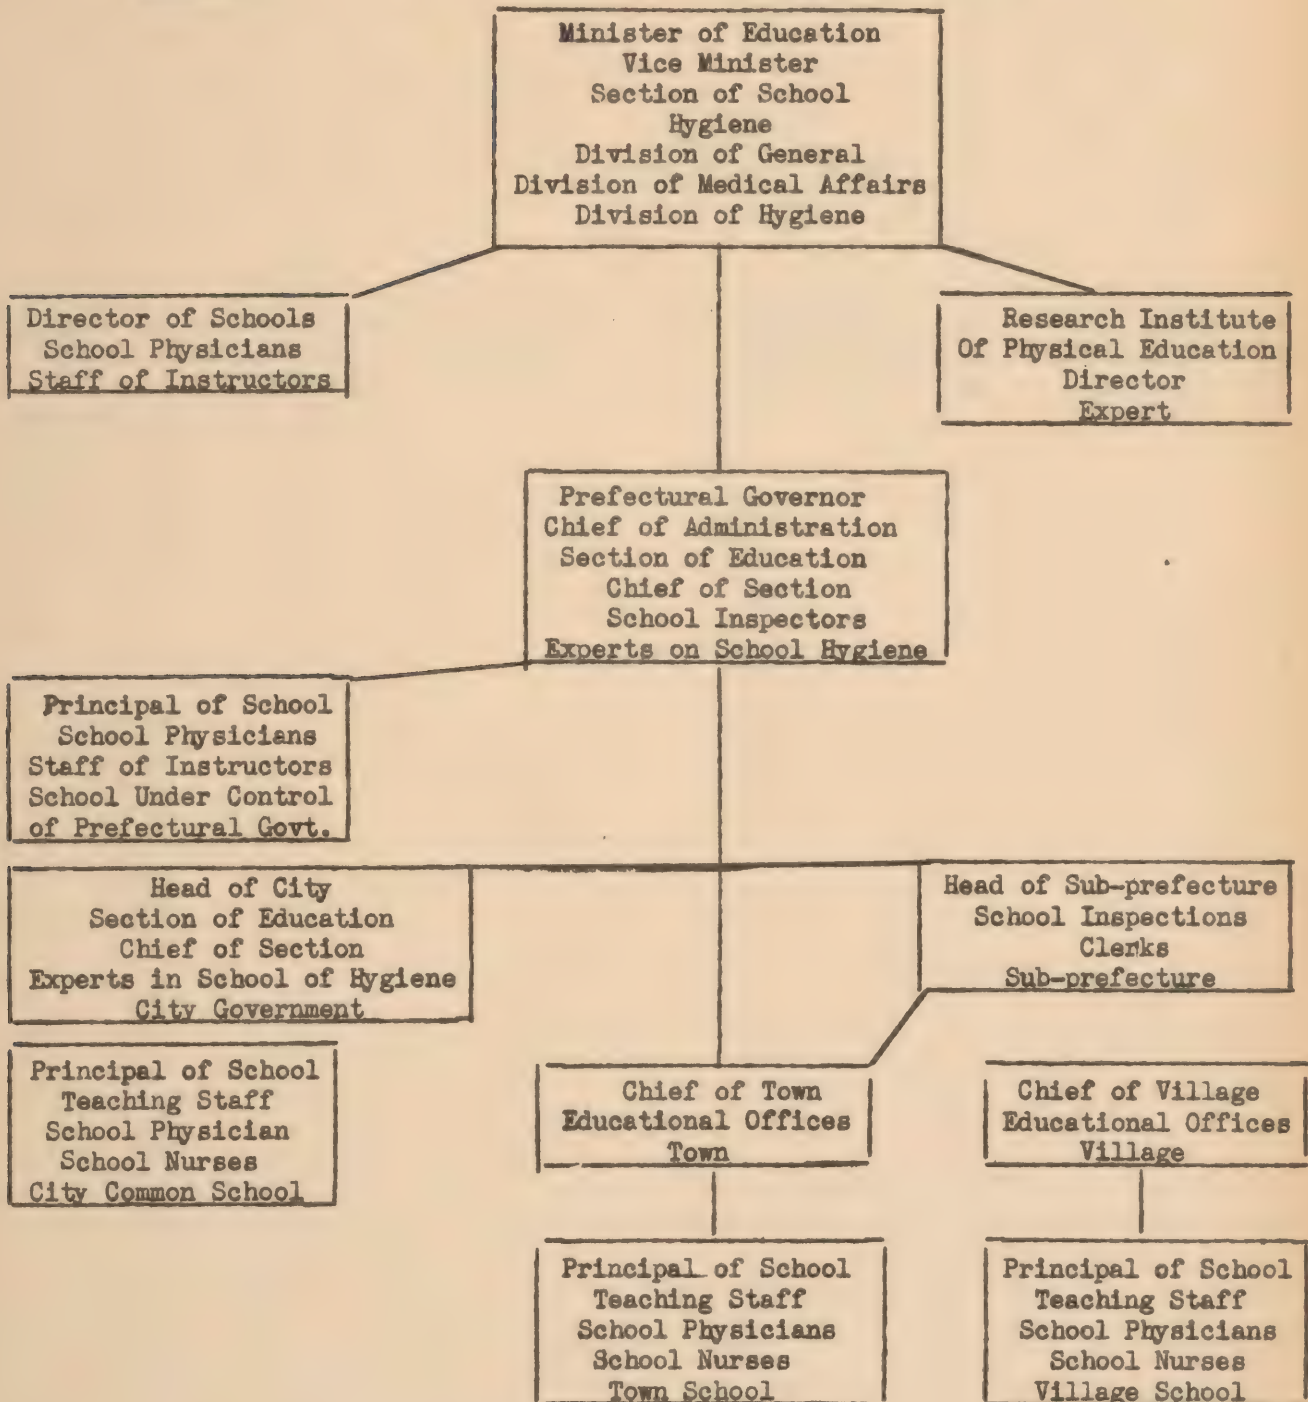 Minister of Education
Vice Minister
Section of School
Hygiene
Division of General
Division of Medical Affairs
Division of Hygiene
Director of Schools
School Physicians
Staff of Instructors
Research Institute
Of Physical Education
Director
Expert
Prefectural Governor
Chief of Administration
Section of Education
Chief of Section
School Inspectors
Experts on School Hygiene
Principal of School
School Physicians
Staff of Instructors
School Under Control
of Prefectural Govt.
Head of City
Section of Education
Chief of Section
Experts in School of Hygiene
City Government
Head of Sub-prefecture
School Inspections
Clerks
Sub-prefecture
Principal of School
Teaching Staff
School Physician
School Nurses
City Common School
Chief of Town
Educational Offices
Town
Chief of Village
Educational Offices
Village
Principal of School
Teaching Staff
School Physicians
School Nurses
Town School
Principal of School
Teaching Staff
School Physicians
School Nurses
Village School